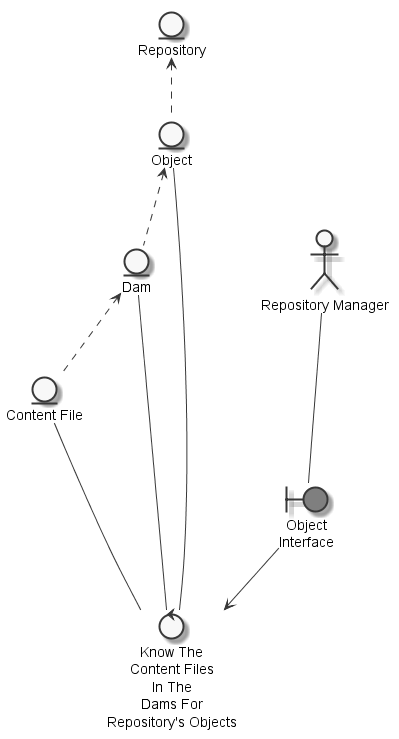 Repository
Object
Dam
Repository Manager
Content File
Object
Interface
Know The
Content Files
In The
Dams For
Repository's Objects